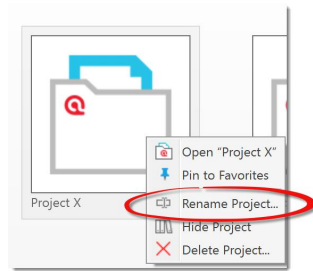 Open "Project X"
Pin to Favorites
Project X
Rename Project...
Hide Project
Delete Project...